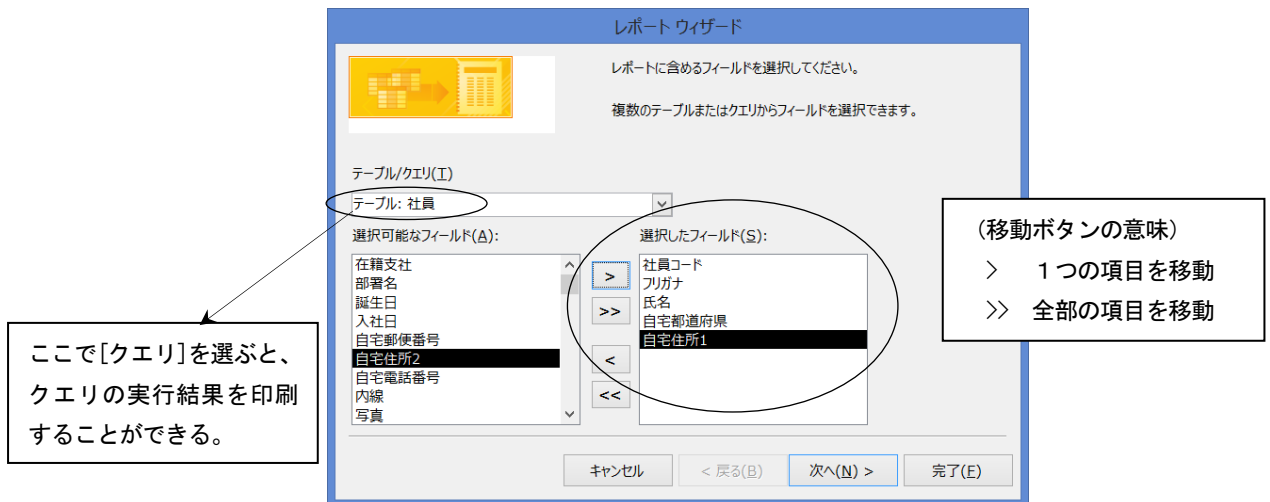 レポート ウィザード
レポートに含めるフィールドを選択してください。
複数のテーブルまたはクエリからフィールドを選択できます。
テーブル/クエリ(T)
テーブル: 社員
選択可能なフィールド(A):
在籍支社
部署名
誕生日
入社日
自宅郵便番号
自宅住所2
自宅電話番号
内線
写真
>
>>
<
<<
選択したフィールド(S):
社員コード
フリガナ
氏名
自宅都道府県
自宅住所1
キャンセル
< 戻る(B)
次へ(N) >
完了(F)
ここで[クエリ]を選ぶと、
クエリの実行結果を印刷
することができる。
(移動ボタンの意味)
> 1つの項目を移動
>> 全部の項目を移動